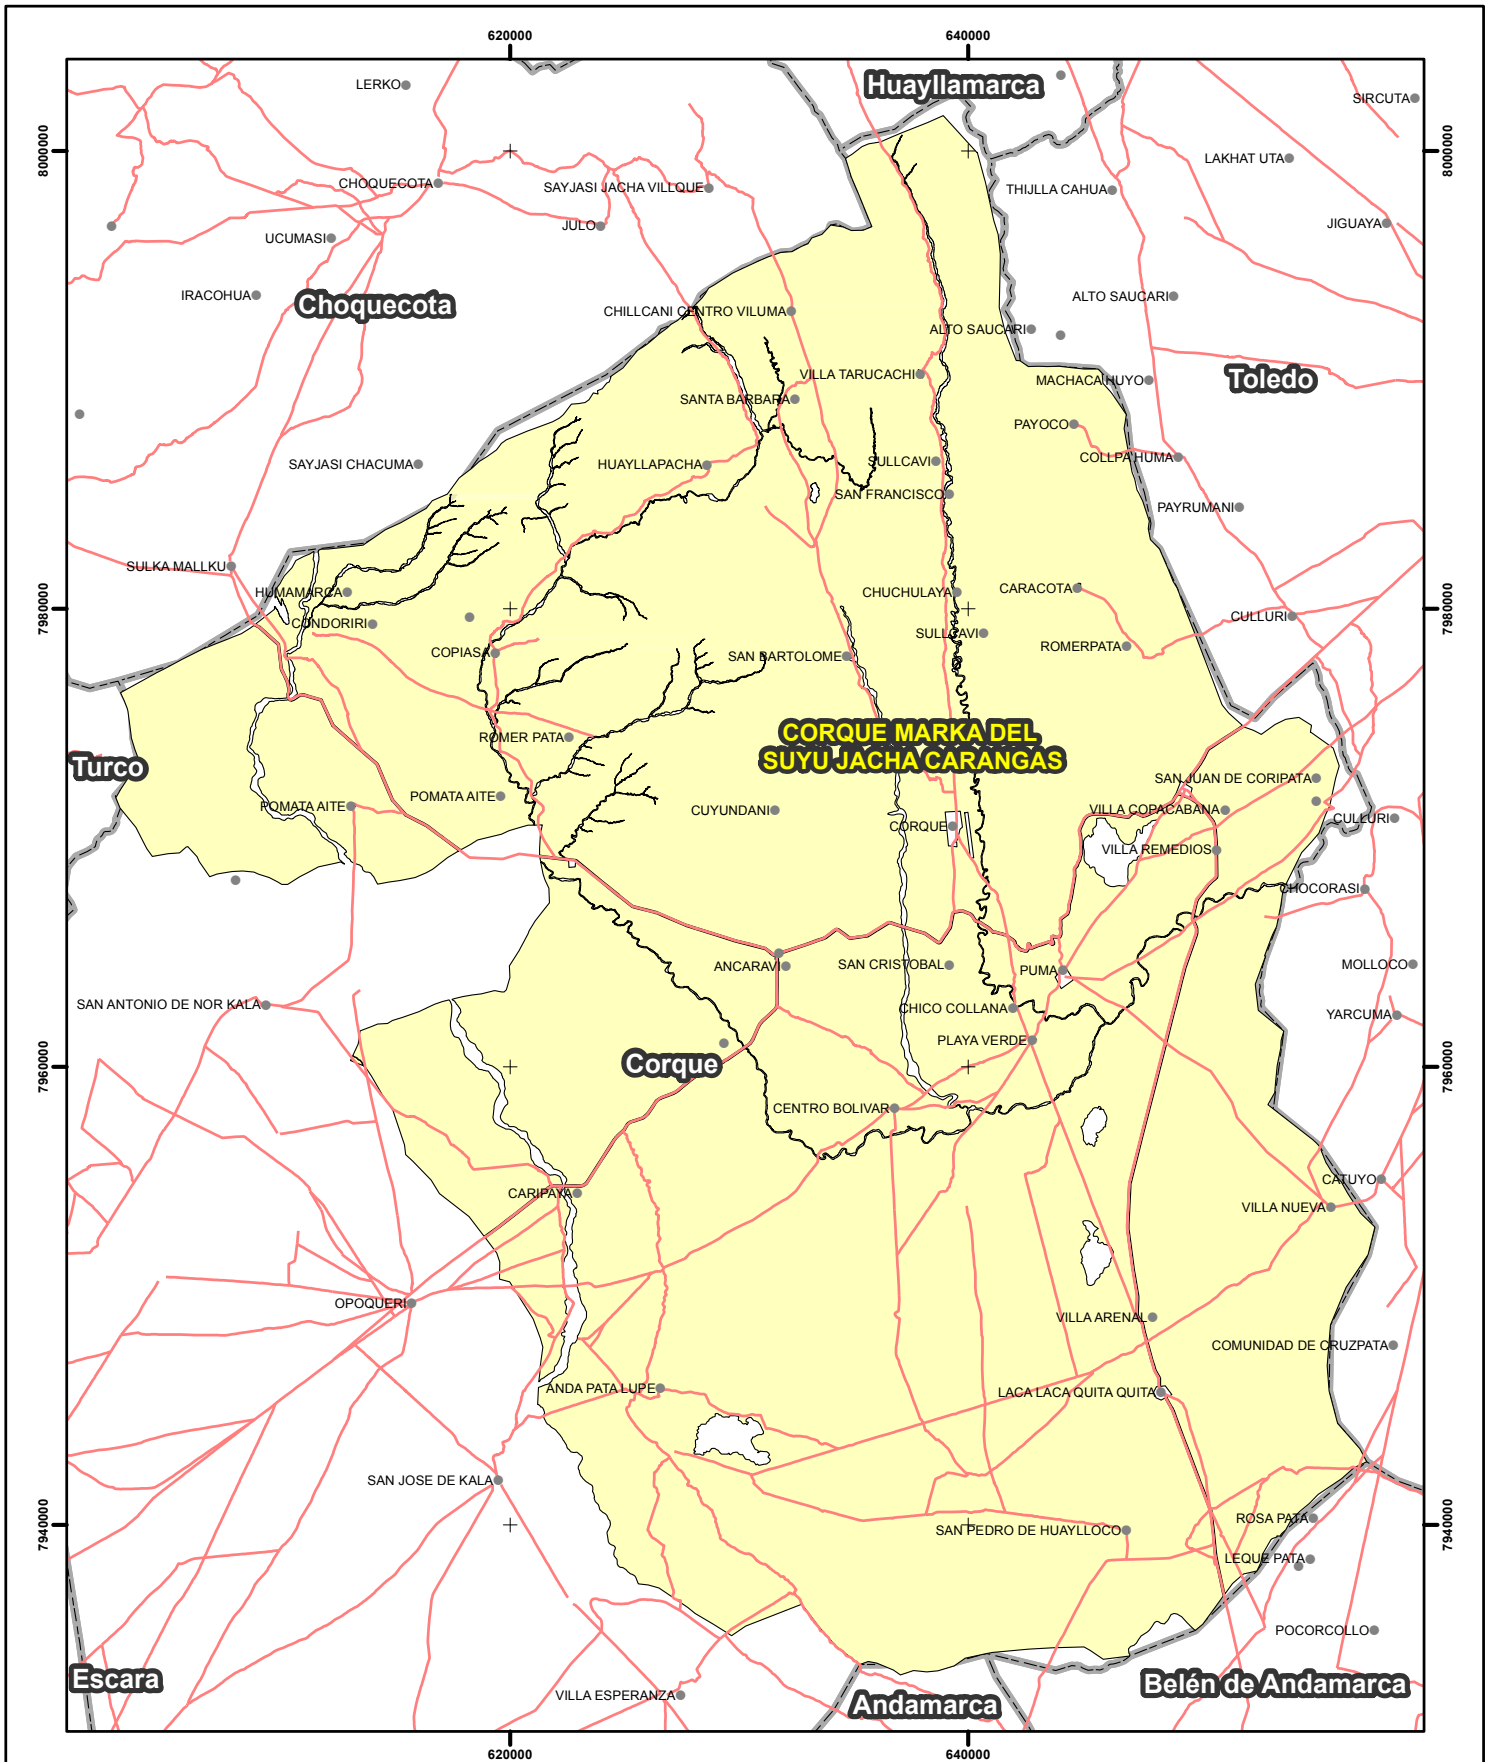 620000
640000
Huayllamarca
LERKO
SIRCUTA
8000000
8000000
LAKHAT UTA
CHOQUECOTA
SAYJASI JACHA VILLQUE
THIJLLA CAHUA
JULO
JIGUAYA
UCUMASI
IRACOHUA
Choquecota
ALTO SAUCARI
CHILLCANI CENTRO VILUMA
ALTO SAUCARI
VILLA TARUCACHI
MACHACA HUYO
Toledo
SANTA BARBARA
PAYOCO
SAYJASI CHACUMA
HUAYLLAPACHA
SULLCAVI
COLLPA HUMA
SAN FRANCISCO
PAYRUMANI
SULKA MALLKU
HUMAMARCA
CHUCHULAYA
CARACOTA
7980000
7980000
CONDORIRI
CULLURI
SULLCAVI
COPIASA
SAN BARTOLOME
ROMERPATA
ROMER PATA
CORQUE MARKA DEL
SUYU JACHA CARANGAS
Turco
SAN JUAN DE CORIPATA
POMATA AITE
POMATA AITE
CUYUNDANI
VILLA COPACABANA
CULLURI
CORQUE
VILLA REMEDIOS
CHOCORASI
ANCARAVI
SAN CRISTOBAL
PUMA
MOLLOCO
SAN ANTONIO DE NOR KALA
CHICO COLLANA
YARCUMA
PLAYA VERDE
7960000
Corque
7960000
CENTRO BOLIVAR
CARIPAYA
CATUYO
VILLA NUEVA
OPOQUERI
VILLA ARENAL
COMUNIDAD DE CRUZPATA
ANDA PATA LUPE
LACA LACA QUITA QUITA
SAN JOSE DE KALA
7940000
SAN PEDRO DE HUAYLLOCO
ROSA PATA
7940000
LEQUE PATA
POCORCOLLO
Escara
VILLA ESPERANZA
Andamarca
Belén de Andamarca
620000
640000